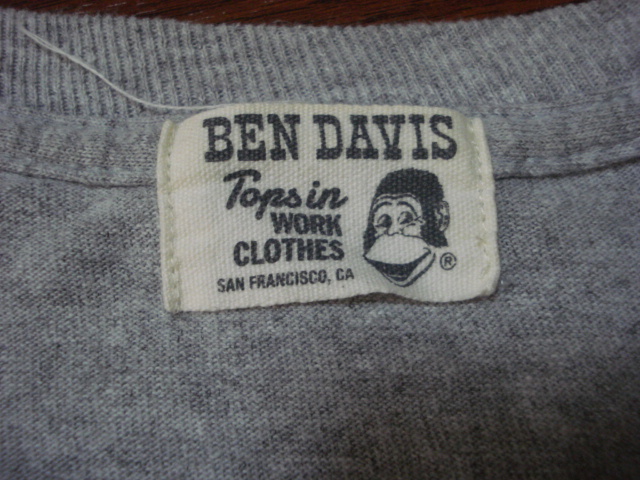 BEN DAVIS
Tops in
WORK
CLOTHES
SAN FRANCISCO, CA
®